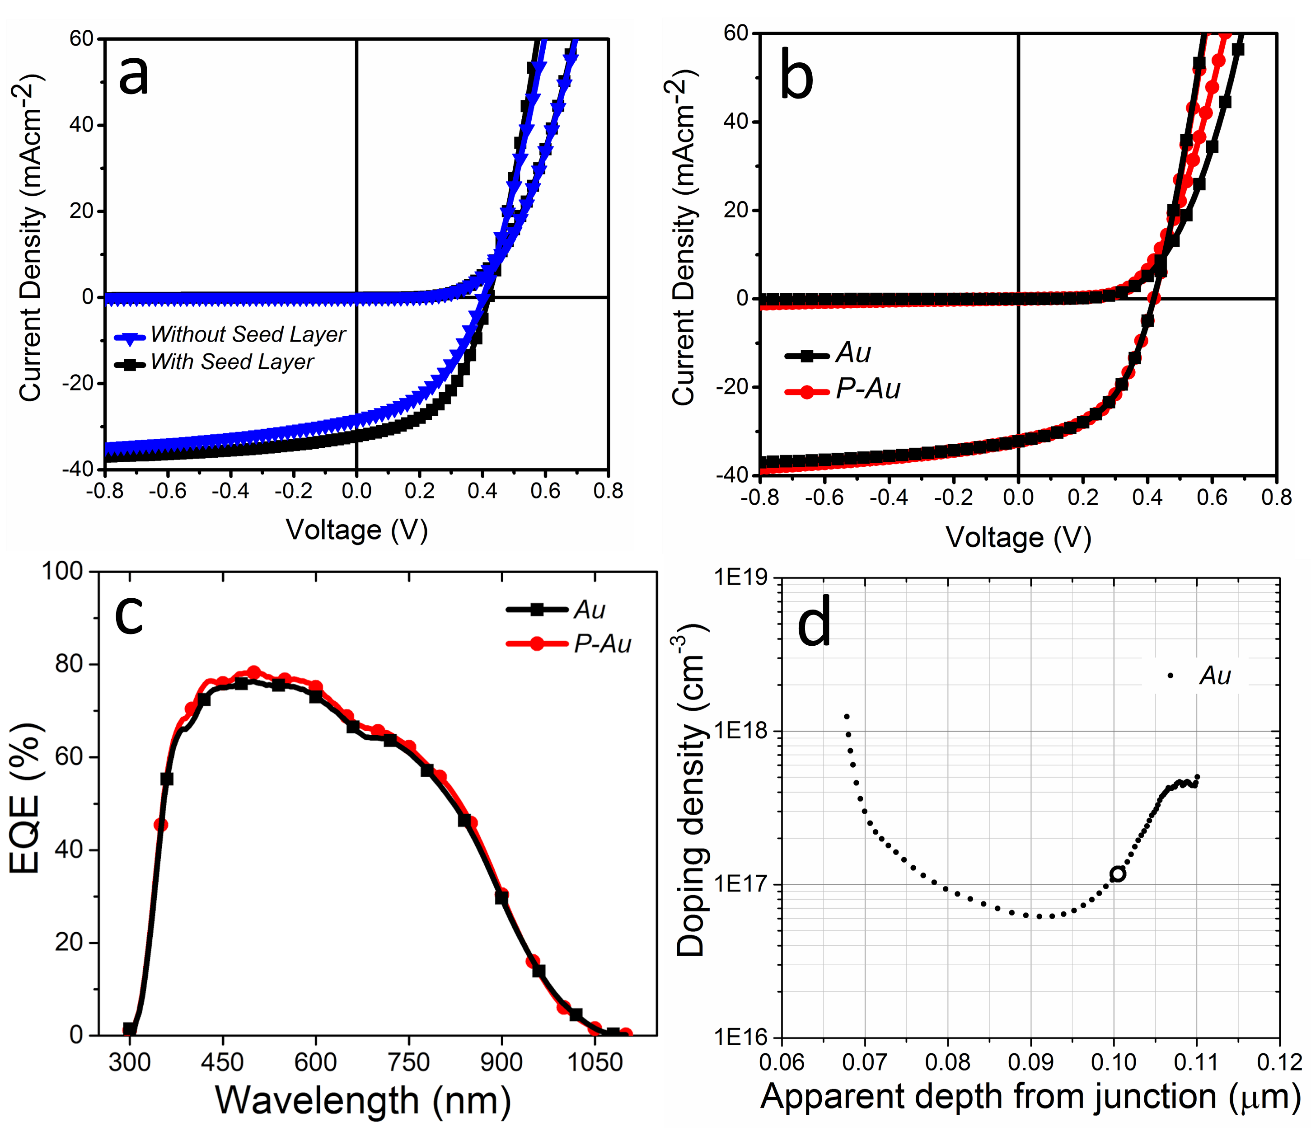 a
60
40
20
0
-20
-40
Current Density (mAcm-2)
Without Seed Layer
With Seed Layer
-0.8 -0.6 -0.4 -0.2 0.0 0.2 0.4 0.6 0.8
Voltage (V)
b
60
40
20
0
-20
-40
Current Density (mAcm-2)
Au
P-Au
-0.8 -0.6 -0.4 -0.2 0.0 0.2 0.4 0.6 0.8
Voltage (V)
c
100
80
60
40
20
0
EQE (%)
Au
P-Au
300 450 600 750 900 1050
Wavelength (nm)
d
1E19
1E18
1E17
1E16
Doping density (cm-3)
Au
0.06 0.07 0.08 0.09 0.10 0.11 0.12
Apparent depth from junction (μm)